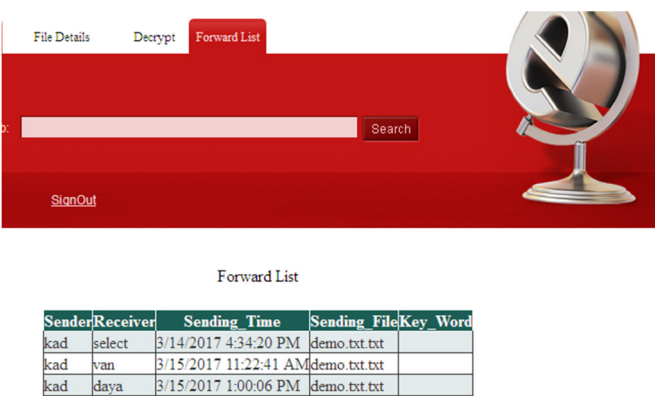 File Details Decrypt Forward List
o: Search
SignOut
Forward List
Sender Receiver Sending_Time Sending_File Key_Word
kad select 3/14/2017 4:34:20 PM demo.txt.txt
kad van 3/15/2017 11:22:41 AM demo.txt.txt
kad daya 3/15/2017 1:00:06 PM demo.txt.txt